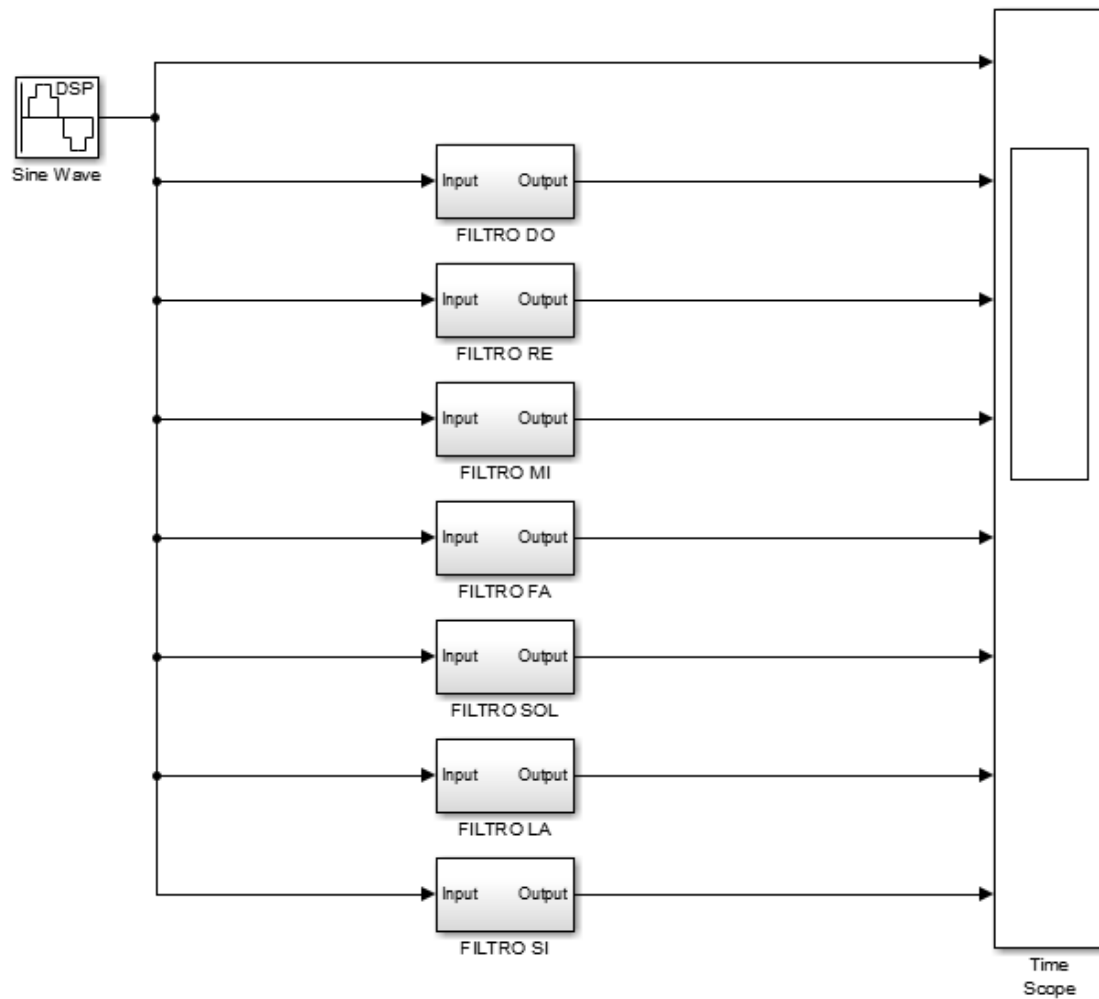 DSP
Sine Wave
Input Output
FILTRO DO
Input Output
FILTRO RE
Input Output
FILTRO MI
Input Output
FILTRO FA
Input Output
FILTRO SOL
Input Output
FILTRO LA
Input Output
FILTRO SI
Time
Scope